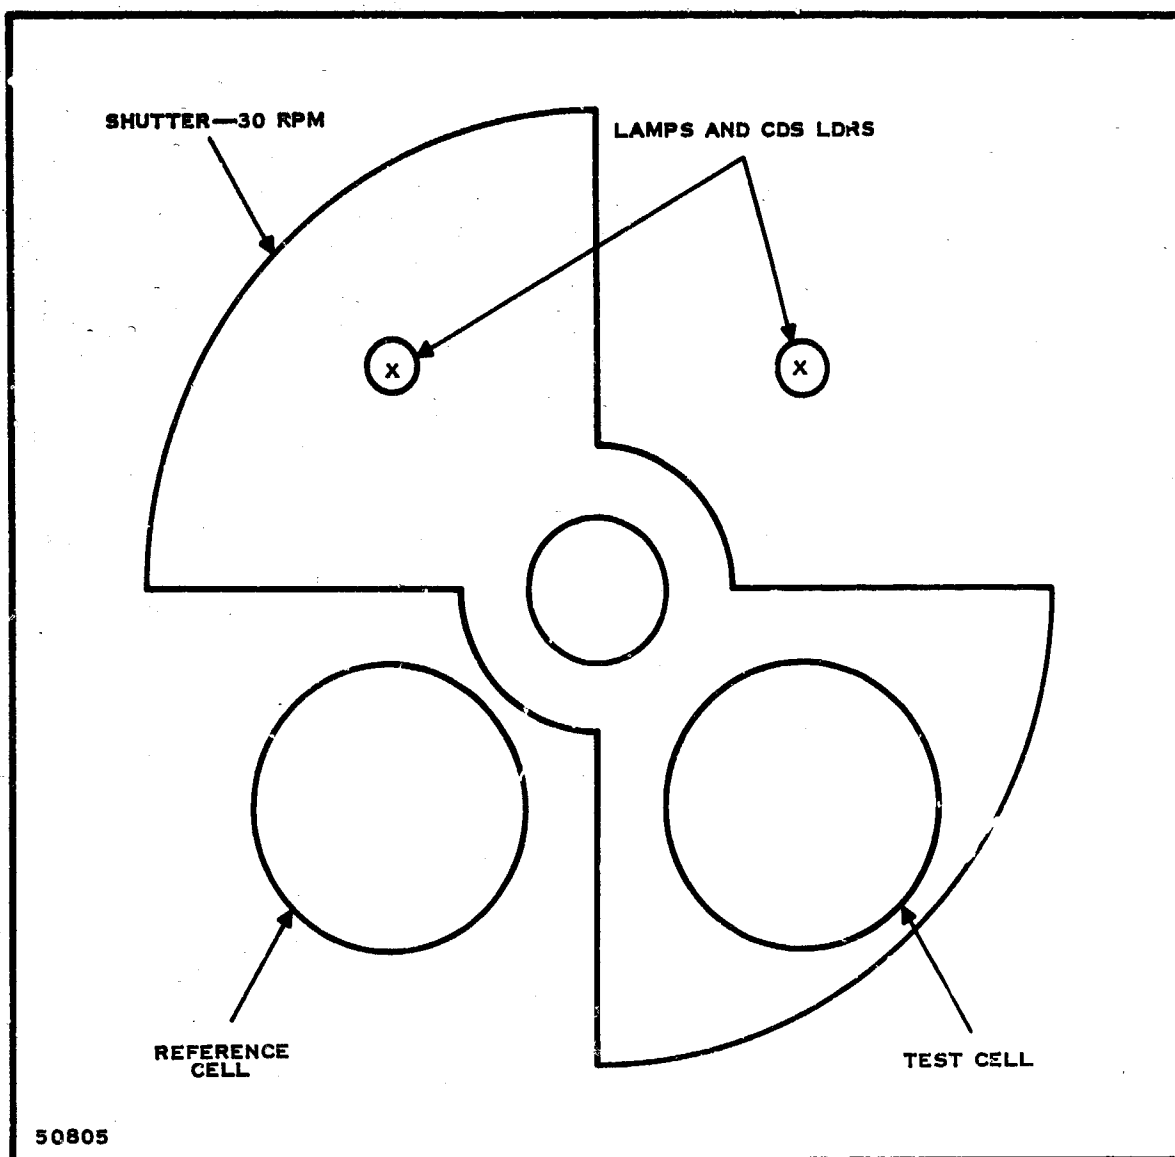 SHUTTER—30 RPM
LAMPS AND CDS LDRS
X
X
REFERENCE
CELL
TEST CELL
50805